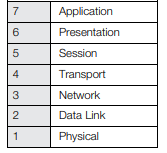 7 Application
6 Presentation
5 Session
4 Transport
3 Network
2 Data Link
1 Physical